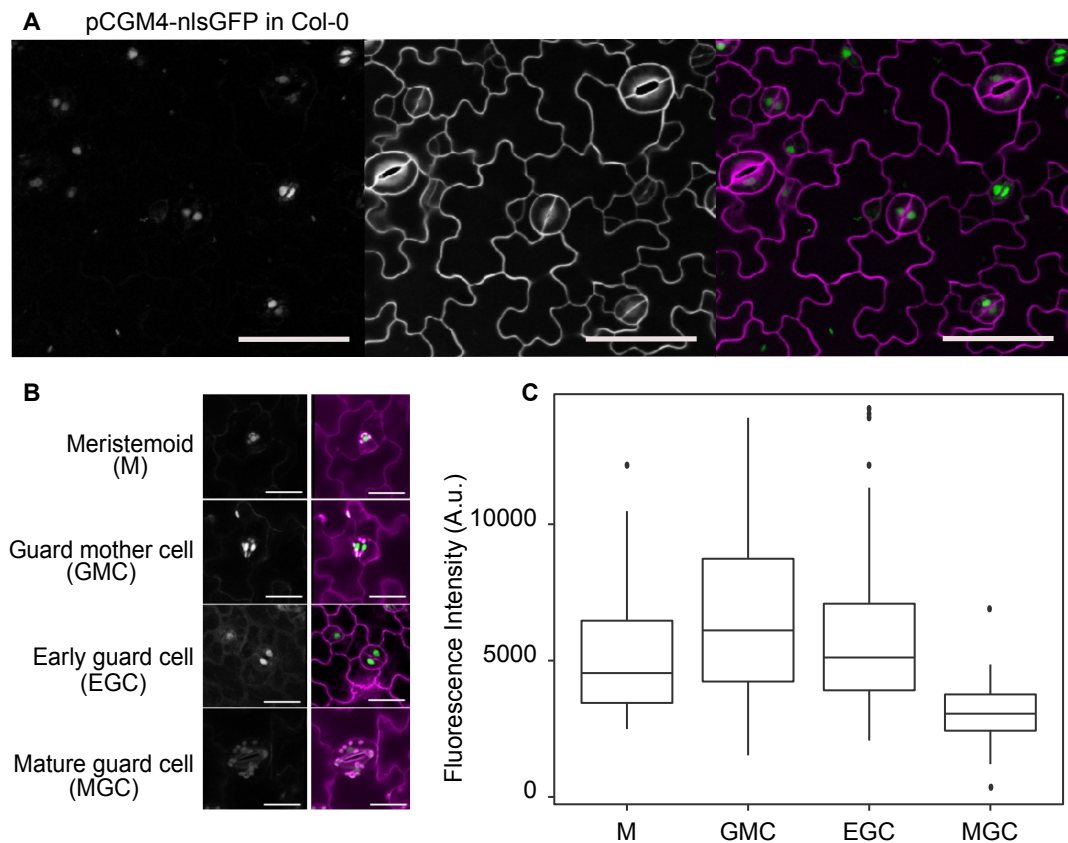 A pCGM4-nlsGFP in Col-0
B
Meristemoid
(M)
Guard mother cell
(GMC)
Early guard cell
(EGC)
Mature guard cell
(MGC)
C
Fluorescence Intensity (A.u.)
10000
5000
0
M GMC EGC MGC